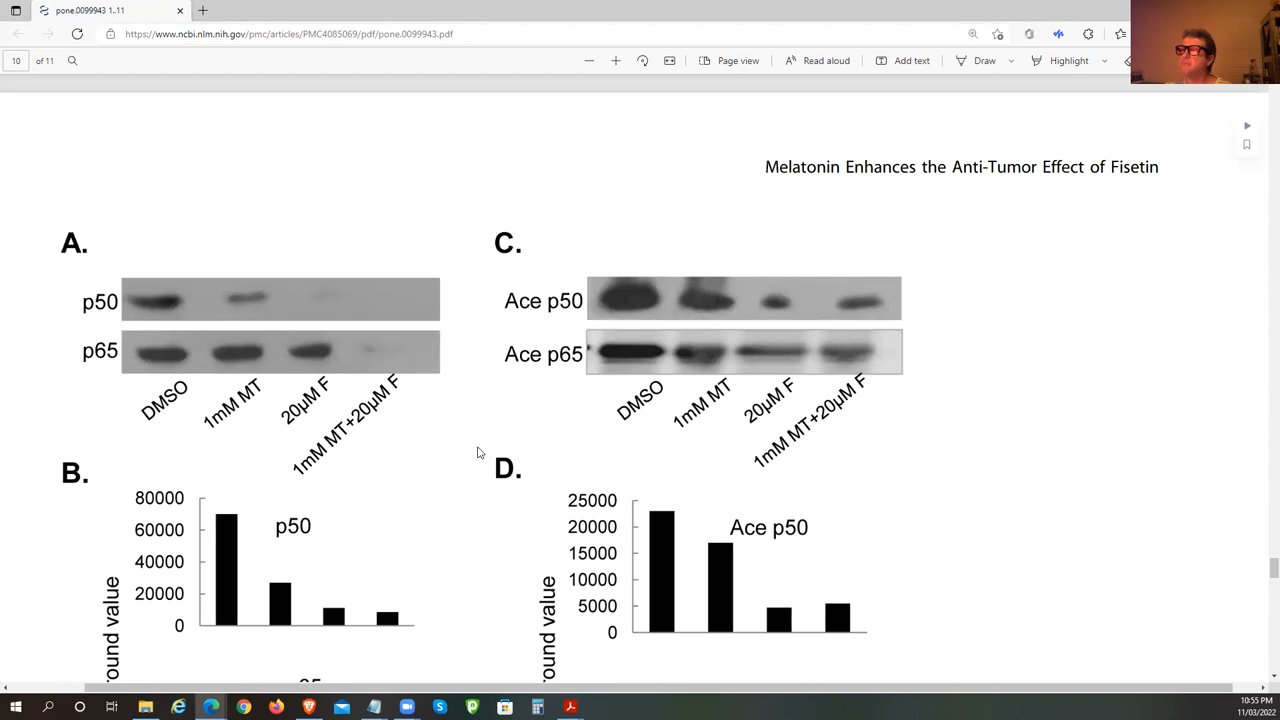 pone.0099943 1..11
https://www.ncbi.nlm.nih.gov/pmc/articles/PMC4085069/pdf/pone.0099943.pdf
10 of 11
Page view
Read aloud
Add text
Draw
Highlight
Melatonin Enhances the Anti-Tumor Effect of Fisetin
A.
p50
p65
DMSO
1mM MT
20µM F
1mM MT+20µM F
C.
Ace p50
Ace p65
DMSO
1mM MT
20µM F
1mM MT+20µM F
B.
80000
60000
40000
20000
0
p50
ound value
D.
25000
20000
15000
10000
5000
0
Ace p50
ound value
10:55 PM
11/03/2022